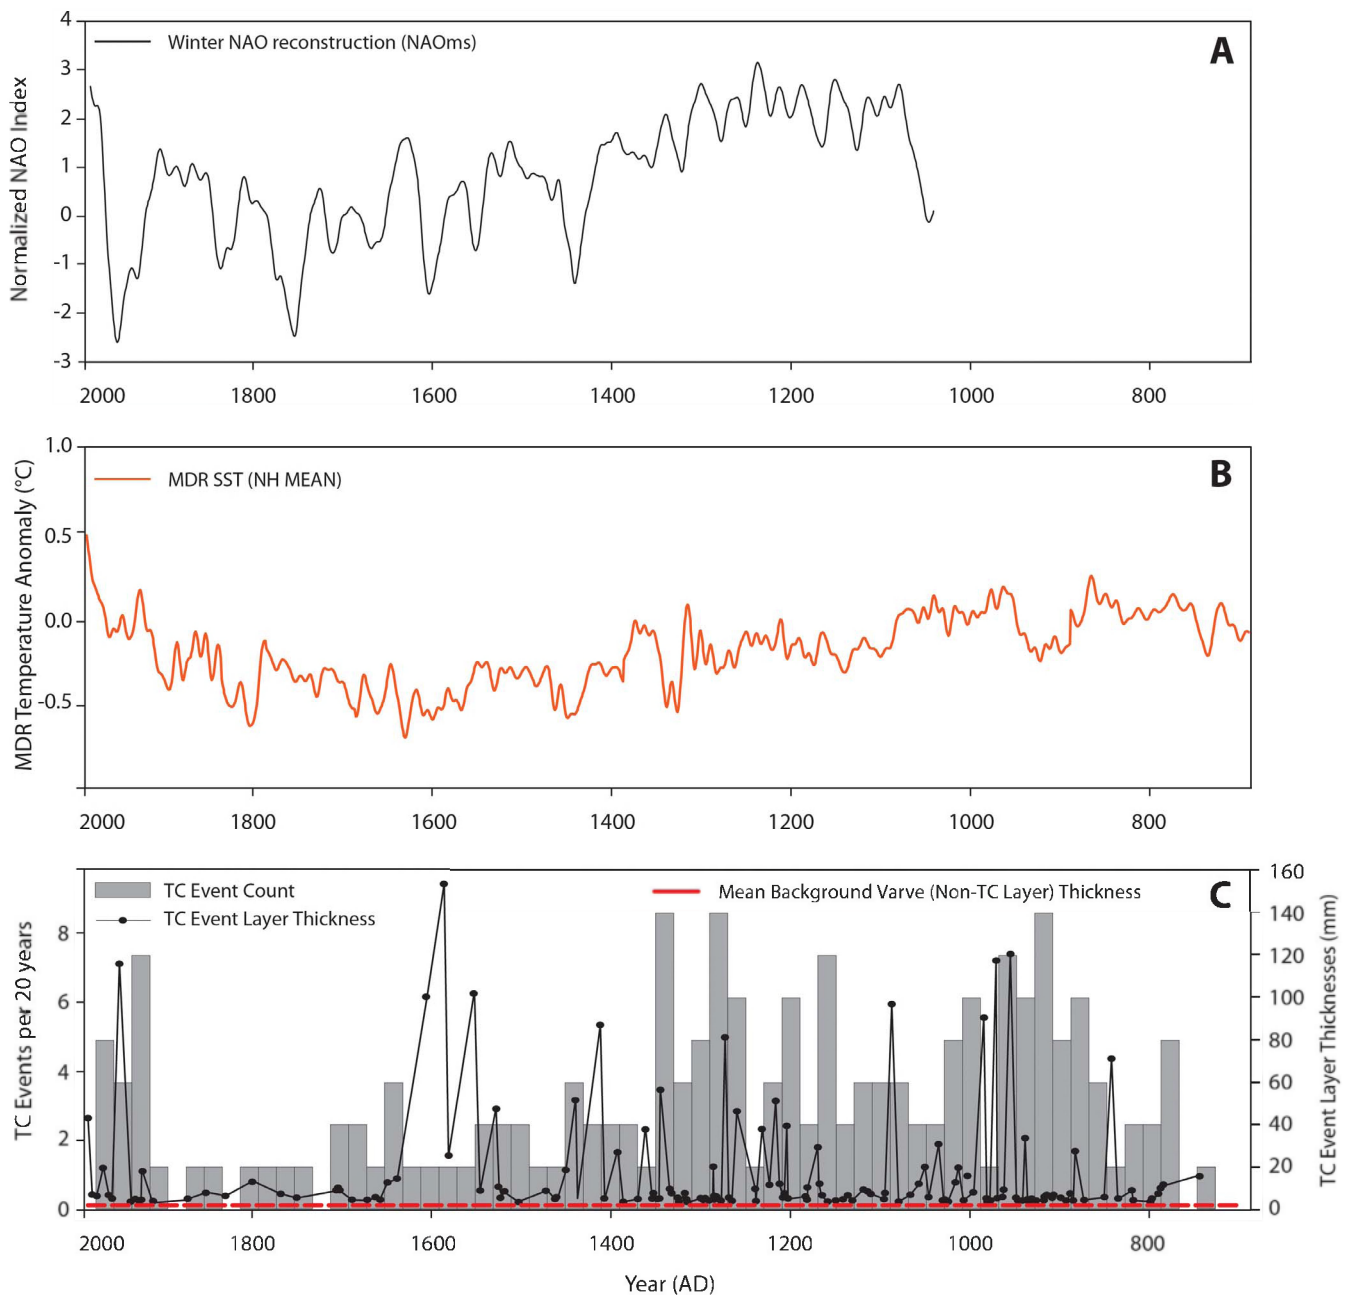 A
Winter NAO reconstruction (NAOms)
Normalized NAO Index
4
3
2
1
0
-1
-2
-3
2000 1800 1600 1400 1200 1000 800
B
MDR SST (NH MEAN)
MDR Temperature Anomaly (°C)
1.0
0.5
0.0
-0.5
2000 1800 1600 1400 1200 1000 800
C
TC Event Count
TC Event Layer Thickness
Mean Background Varve (Non-TC Layer) Thickness
TC Events per 20 years
8
6
4
2
0
160
140
120
100
80
60
40
20
0
TC Event Layer Thicknesses (mm)
2000 1800 1600 1400 1200 1000 800
Year (AD)